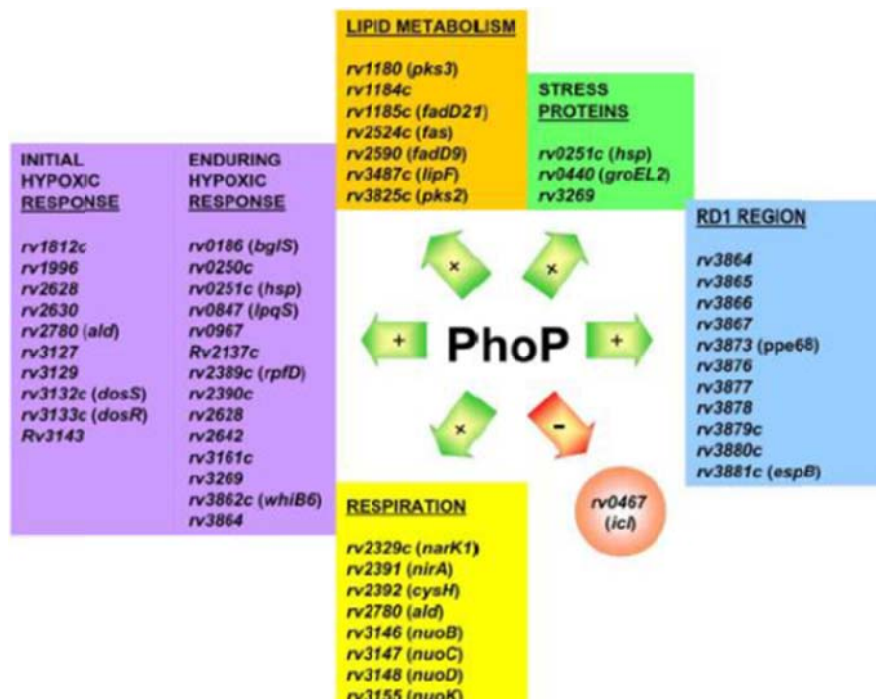 LIPID METABOLISM
rv1180 (pks3)
rv1184c
rv1185c (fadD21)
rv2524c (fas)
rv2590 (fadD9)
rv3487c (lipF)
rv3825c (pks2)
STRESS
PROTEINS
rv0251c (hsp)
rv0440 (groEL2)
rv3269
INITIAL
HYPOXIC
RESPONSE
rv1812c
rv1996
rv2628
rv2630
rv2780 (ald)
rv3127
rv3129
rv3132c (dosS)
rv3133c (dosR)
Rv3143
ENDURING
HYPOXIC
RESPONSE
rv0186 (bglS)
rv0250c
rv0251c (hsp)
rv0847 (lpqS)
rv0967
Rv2137c
rv2389c (rpfD)
rv2390c
rv2628
rv2642
rv3161c
rv3269
rv3862c (whiB6)
rv3864
RD1 REGION
rv3864
rv3865
rv3866
rv3867
rv3873 (ppe68)
rv3876
rv3877
rv3878
rv3879c
rv3880c
rv3881c (espB)
+ +
+ PhoP +
+ -
rv0467
(icl)
RESPIRATION
rv2329c (narK1)
rv2391 (nirA)
rv2392 (cysH)
rv2780 (ald)
rv3146 (nuoB)
rv3147 (nuoC)
rv3148 (nuoD)
rv3155 (nuoK)